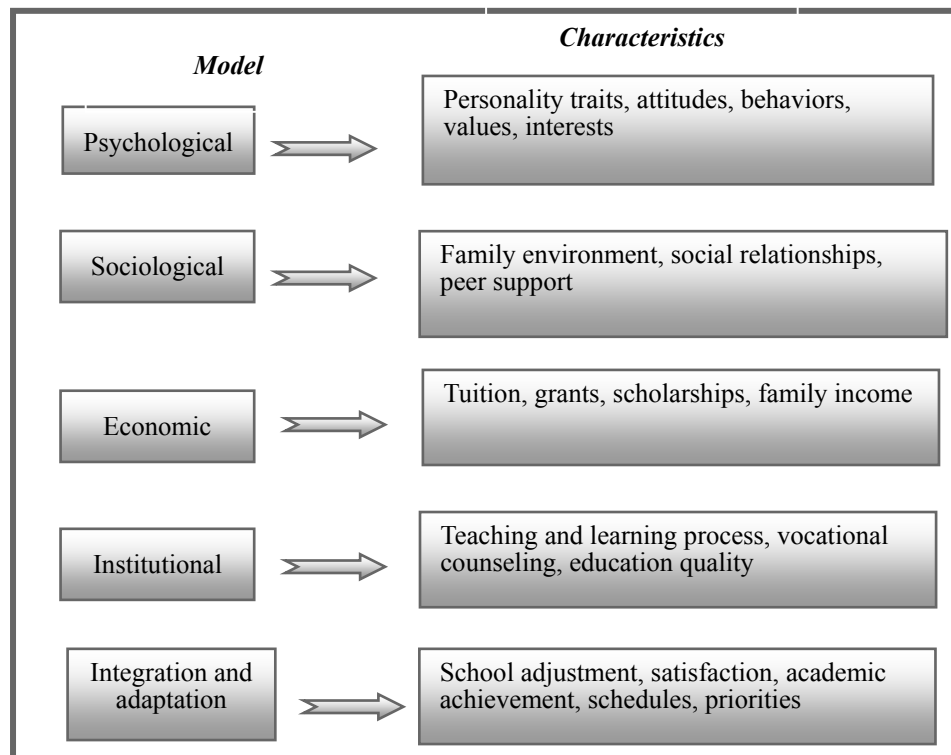 Characteristics
Model
Psychological
Personality traits, attitudes, behaviors,
values, interests
Sociological
Family environment, social relationships,
peer support
Economic
Tuition, grants, scholarships, family income
Institutional
Teaching and learning process, vocational
counseling, education quality
Integration and
adaptation
School adjustment, satisfaction, academic
achievement, schedules, priorities